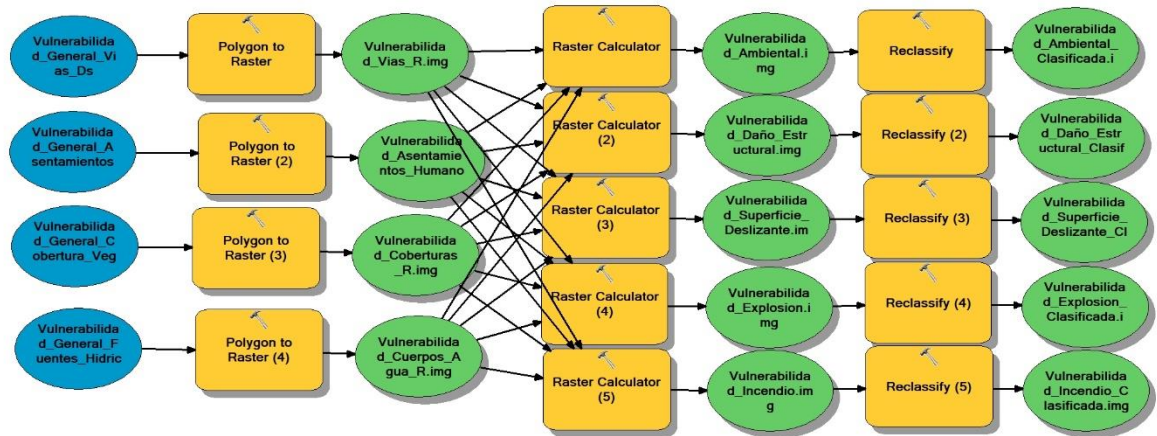 Vulnerabilida
d_General_Vi
as_Ds
Polygon to
Raster
Vulnerabilida
d_Vias_R.img
Raster Calculator
Vulnerabilida
d_Ambiental.i
mg
Reclassify
Vulnerabilida
d_Ambiental_
Clasificada.i
Vulnerabilida
d_General_A
sentamientos
Polygon to
Raster (2)
Vulnerabilida
d_Asentamie
ntos_Humano
Raster Calculator
(2)
Vulnerabilida
d_Daño_Estr
uctural.img
Reclassify (2)
Vulnerabilida
d_Daño_Estr
uctural_Clasif
Vulnerabilida
d_General_C
obertura_Veg
Polygon to
Raster (3)
Vulnerabilida
d_Coberturas
_R.img
Raster Calculator
(3)
Vulnerabilida
d_Superficie_
Deslizante.im
Reclassify (3)
Vulnerabilida
d_Superficie_
Deslizante_Cl
Vulnerabilida
d_General_F
uentes_Hidric
Polygon to
Raster (4)
Vulnerabilida
d_Cuerpos_A
gua_R.img
Raster Calculator
(4)
Vulnerabilida
d_Explosion.i
mg
Reclassify (4)
Vulnerabilida
d_Explosion_
Clasificada.i
Raster Calculator
(5)
Vulnerabilida
d_Incendio.im
g
Reclassify (5)
Vulnerabilida
d_Incendio_C
lasificada.img